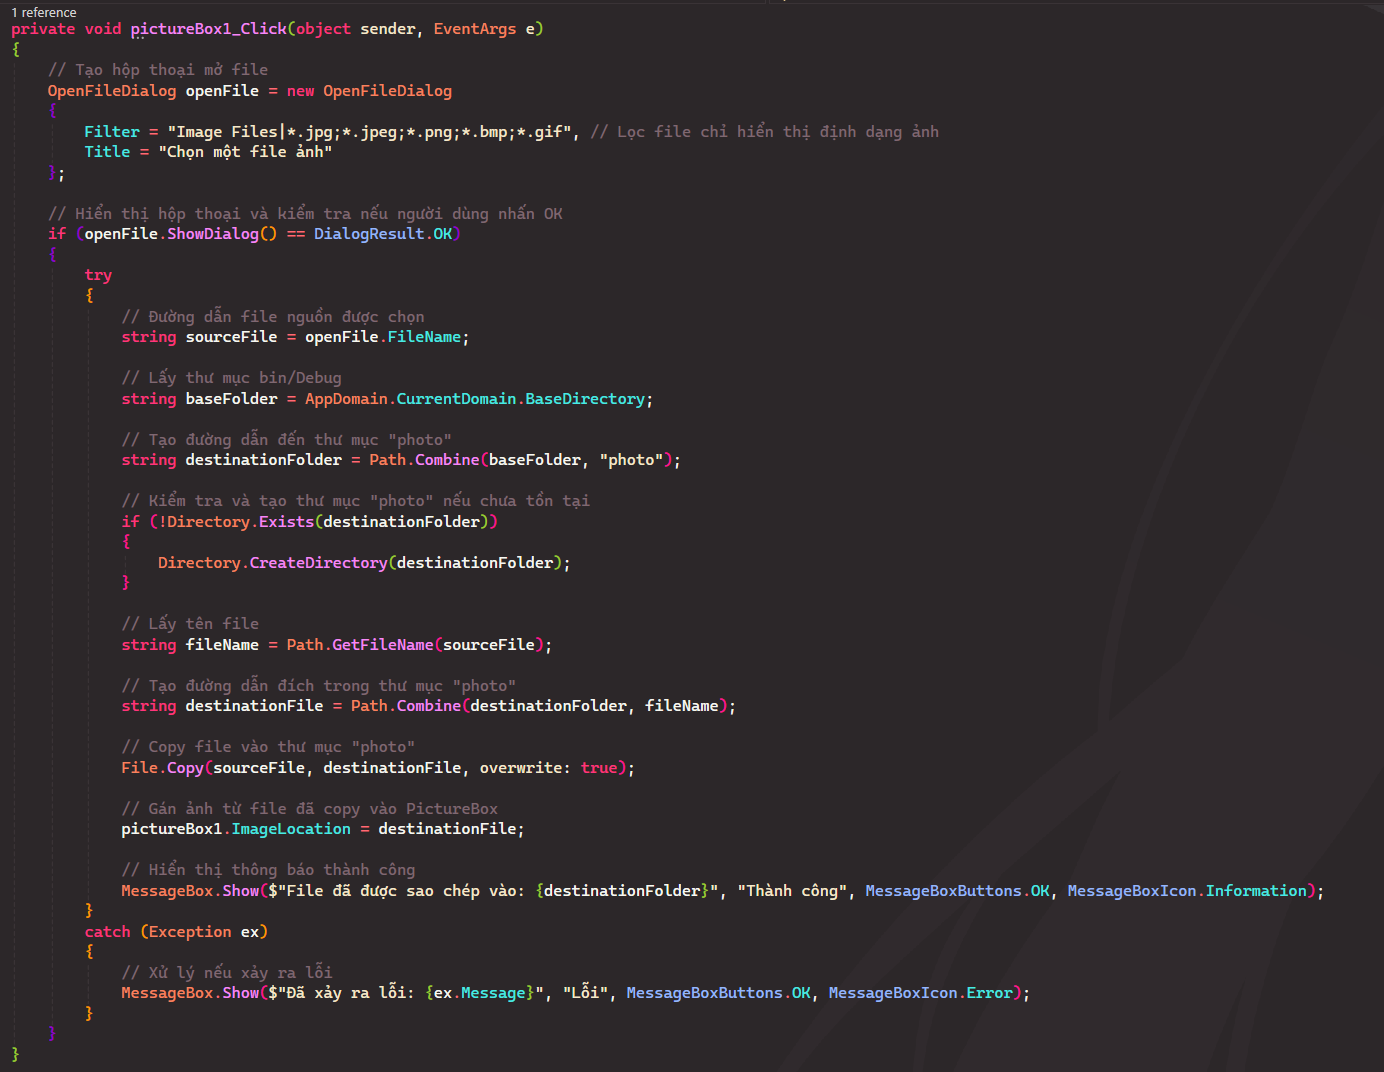 1 reference
private void pictureBox1_Click(object sender, EventArgs e)
{
    // Tạo hộp thoại mở file
    OpenFileDialog openFile = new OpenFileDialog
    {
        Filter = "Image Files|*.jpg;*.jpeg;*.png;*.bmp;*.gif", // Lọc file chỉ hiển thị định dạng ảnh
        Title = "Chọn một file ảnh"
    };

    // Hiển thị hộp thoại và kiểm tra nếu người dùng nhấn OK
    if (openFile.ShowDialog() == DialogResult.OK)
    {
        try
        {
            // Đường dẫn file nguồn được chọn
            string sourceFile = openFile.FileName;

            // Lấy thư mục bin/Debug
            string baseFolder = AppDomain.CurrentDomain.BaseDirectory;

            // Tạo đường dẫn đến thư mục "photo"
            string destinationFolder = Path.Combine(baseFolder, "photo");

            // Kiểm tra và tạo thư mục "photo" nếu chưa tồn tại
            if (!Directory.Exists(destinationFolder))
            {
                Directory.CreateDirectory(destinationFolder);
            }

            // Lấy tên file
            string fileName = Path.GetFileName(sourceFile);

            // Tạo đường dẫn đích trong thư mục "photo"
            string destinationFile = Path.Combine(destinationFolder, fileName);

            // Copy file vào thư mục "photo"
            File.Copy(sourceFile, destinationFile, overwrite: true);

            // Gán ảnh từ file đã copy vào PictureBox
            pictureBox1.ImageLocation = destinationFile;

            // Hiển thị thông báo thành công
            MessageBox.Show($"File đã được sao chép vào: {destinationFolder}", "Thành công", MessageBoxButtons.OK, MessageBoxIcon.Information);
        }
        catch (Exception ex)
        {
            // Xử lý nếu xảy ra lỗi
            MessageBox.Show($"Đã xảy ra lỗi: {ex.Message}", "Lỗi", MessageBoxButtons.OK, MessageBoxIcon.Error);
        }
    }
}